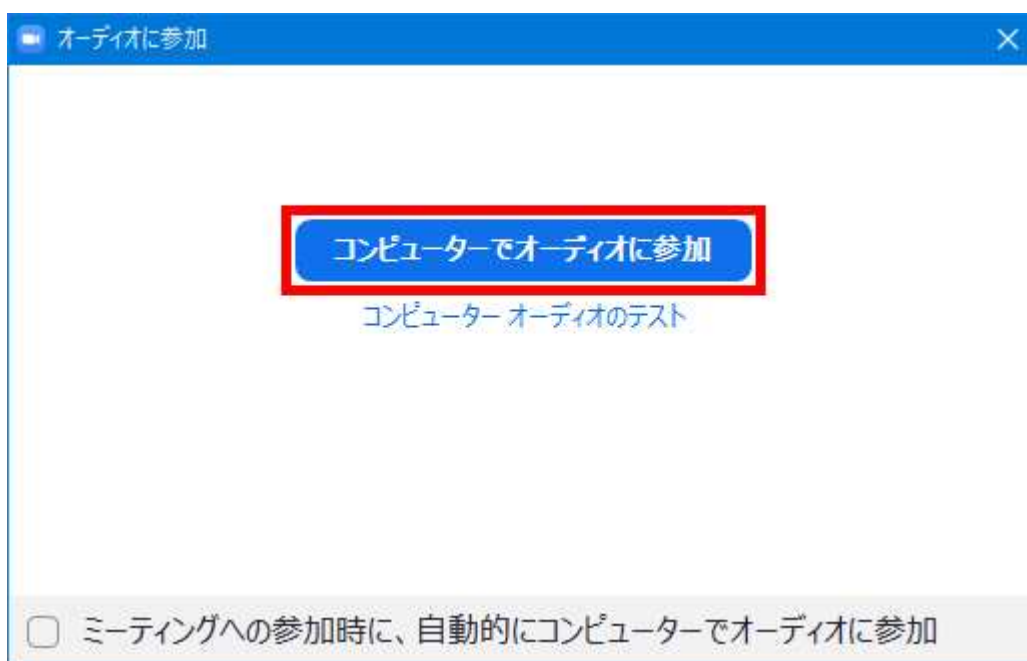 オーディオに参加
コンピューターでオーディオに参加
コンピューター オーディオのテスト
ミーティングへの参加時に、自動的にコンピューターでオーディオに参加